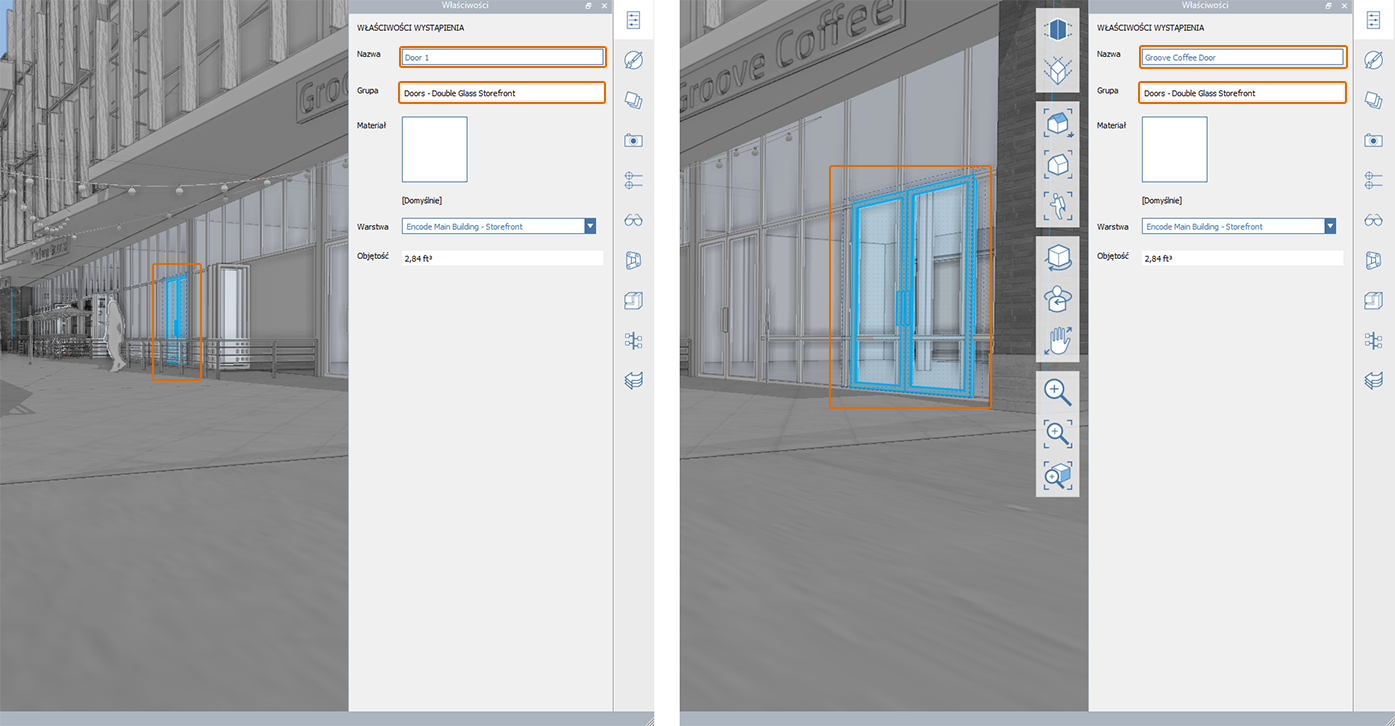 Właściwości
WŁAŚCIWOŚCI WYSTĄPIENIA
Nazwa
Door 1
Grupa
Doors - Double Glass Storefront
Materiał
[Domyślnie]
Warstwa
Encode Main Building - Storefront
Objętość
2,84 ft³
Groo
Groove Coffee
Właściwości
WŁAŚCIWOŚCI WYSTĄPIENIA
Nazwa
Groove Coffee Door
Grupa
Doors - Double Glass Storefront
Materiał
[Domyślnie]
Warstwa
Encode Main Building - Storefront
Objętość
2,84 ft³